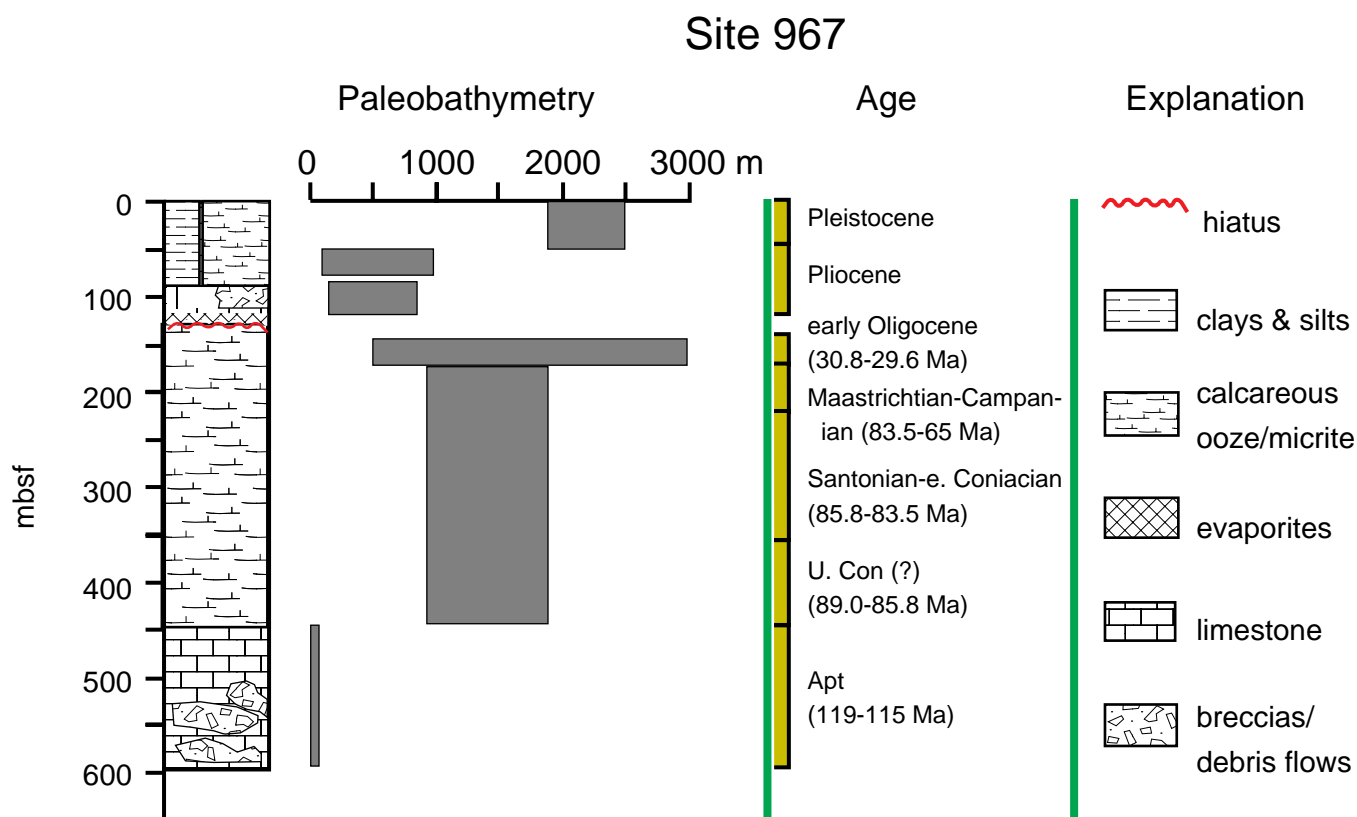 Site 967
Paleobathymetry
Age
Explanation
0 1000 2000 3000 m
0
100
200
300
400
500
600
mbsf
Pleistocene
Pliocene
early Oligocene
(30.8-29.6 Ma)
Maastrichtian-Campan-
ian (83.5-65 Ma)
Santonian-e. Coniacian
(85.8-83.5 Ma)
U. Con (?)
(89.0-85.8 Ma)
Apt
(119-115 Ma)
hiatus
clays & silts
calcareous
ooze/micrite
evaporites
limestone
breccias/
debris flows